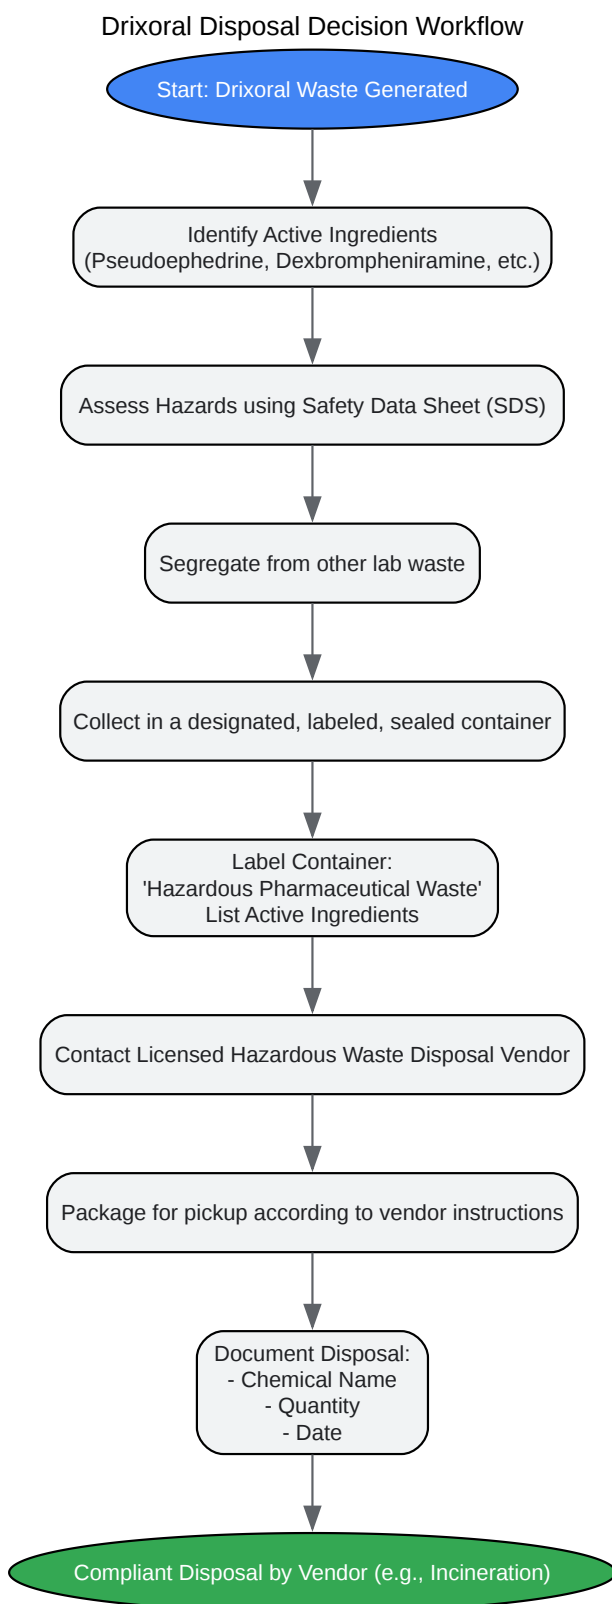 Drixoral Disposal Decision Workflow
Start: Drixoral Waste Generated
Identify Active Ingredients
(Pseudoephedrine, Dexbrompheniramine, etc.)
Assess Hazards using Safety Data Sheet (SDS)
Segregate from other lab waste
Collect in a designated, labeled, sealed container
Label Container:
'Hazardous Pharmaceutical Waste'
List Active Ingredients
Contact Licensed Hazardous Waste Disposal Vendor
Package for pickup according to vendor instructions
Document Disposal:
- Chemical Name
- Quantity
- Date
Compliant Disposal by Vendor (e.g., Incineration)